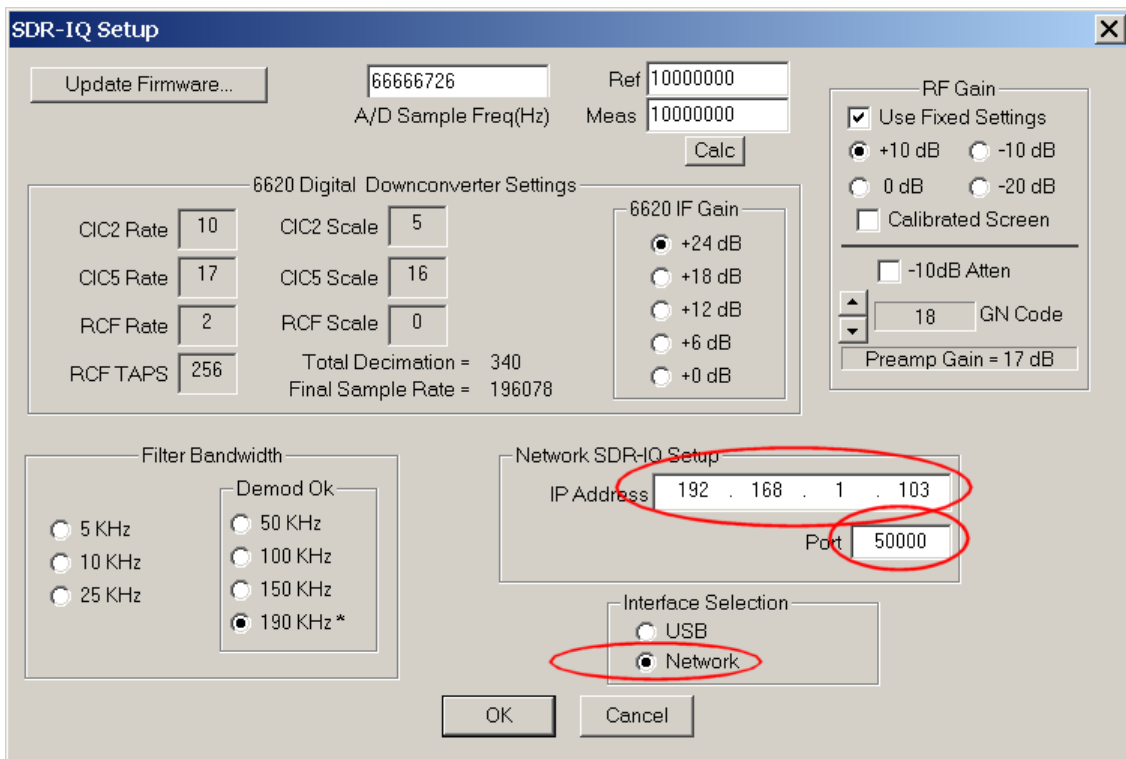 SDR-IQ Setup
Update Firmware...
66666726
A/D Sample Freq(Hz)
Ref 10000000
Meas 10000000
Calc
RF Gain
Use Fixed Settings
+10 dB -10 dB
0 dB -20 dB
Calibrated Screen
-10dB Atten
18 GN Code
Preamp Gain = 17 dB
6620 Digital Downconverter Settings
CIC2 Rate 10 CIC2 Scale 5
CIC5 Rate 17 CIC5 Scale 16
RCF Rate 2 RCF Scale 0
RCF TAPS 256
Total Decimation = 340
Final Sample Rate = 196078
6620 IF Gain
+24 dB
+18 dB
+12 dB
+6 dB
+0 dB
Filter Bandwidth
5 KHz
10 KHz
25 KHz
Demod Ok
50 KHz
100 KHz
150 KHz
190 KHz *
Network SDR-IQ Setup
IP Address 192 . 168 . 1 . 103
Port 50000
Interface Selection
USB
Network
OK Cancel